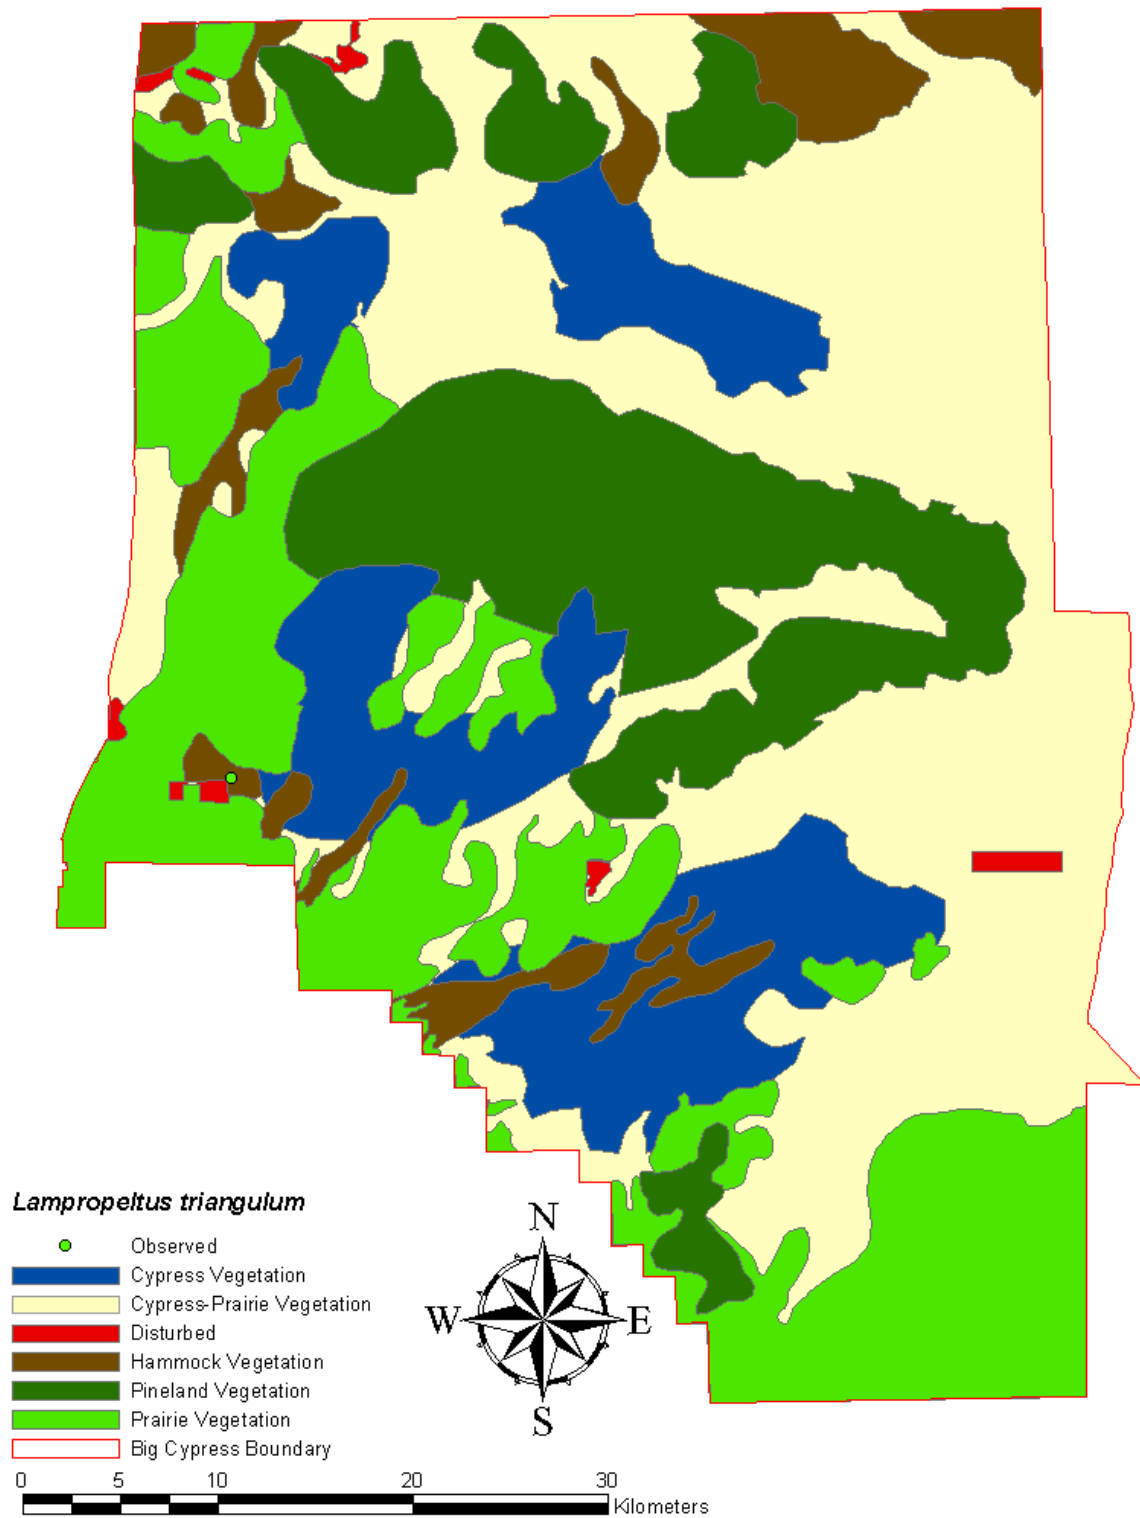 Lampropeltus triangulum
Observed
Cypress Vegetation
Cypress-Prairie Vegetation
Disturbed
Hammock Vegetation
Pineland Vegetation
Prairie Vegetation
Big Cypress Boundary
N
W E
S
0 5 10 20 30
Kilometers